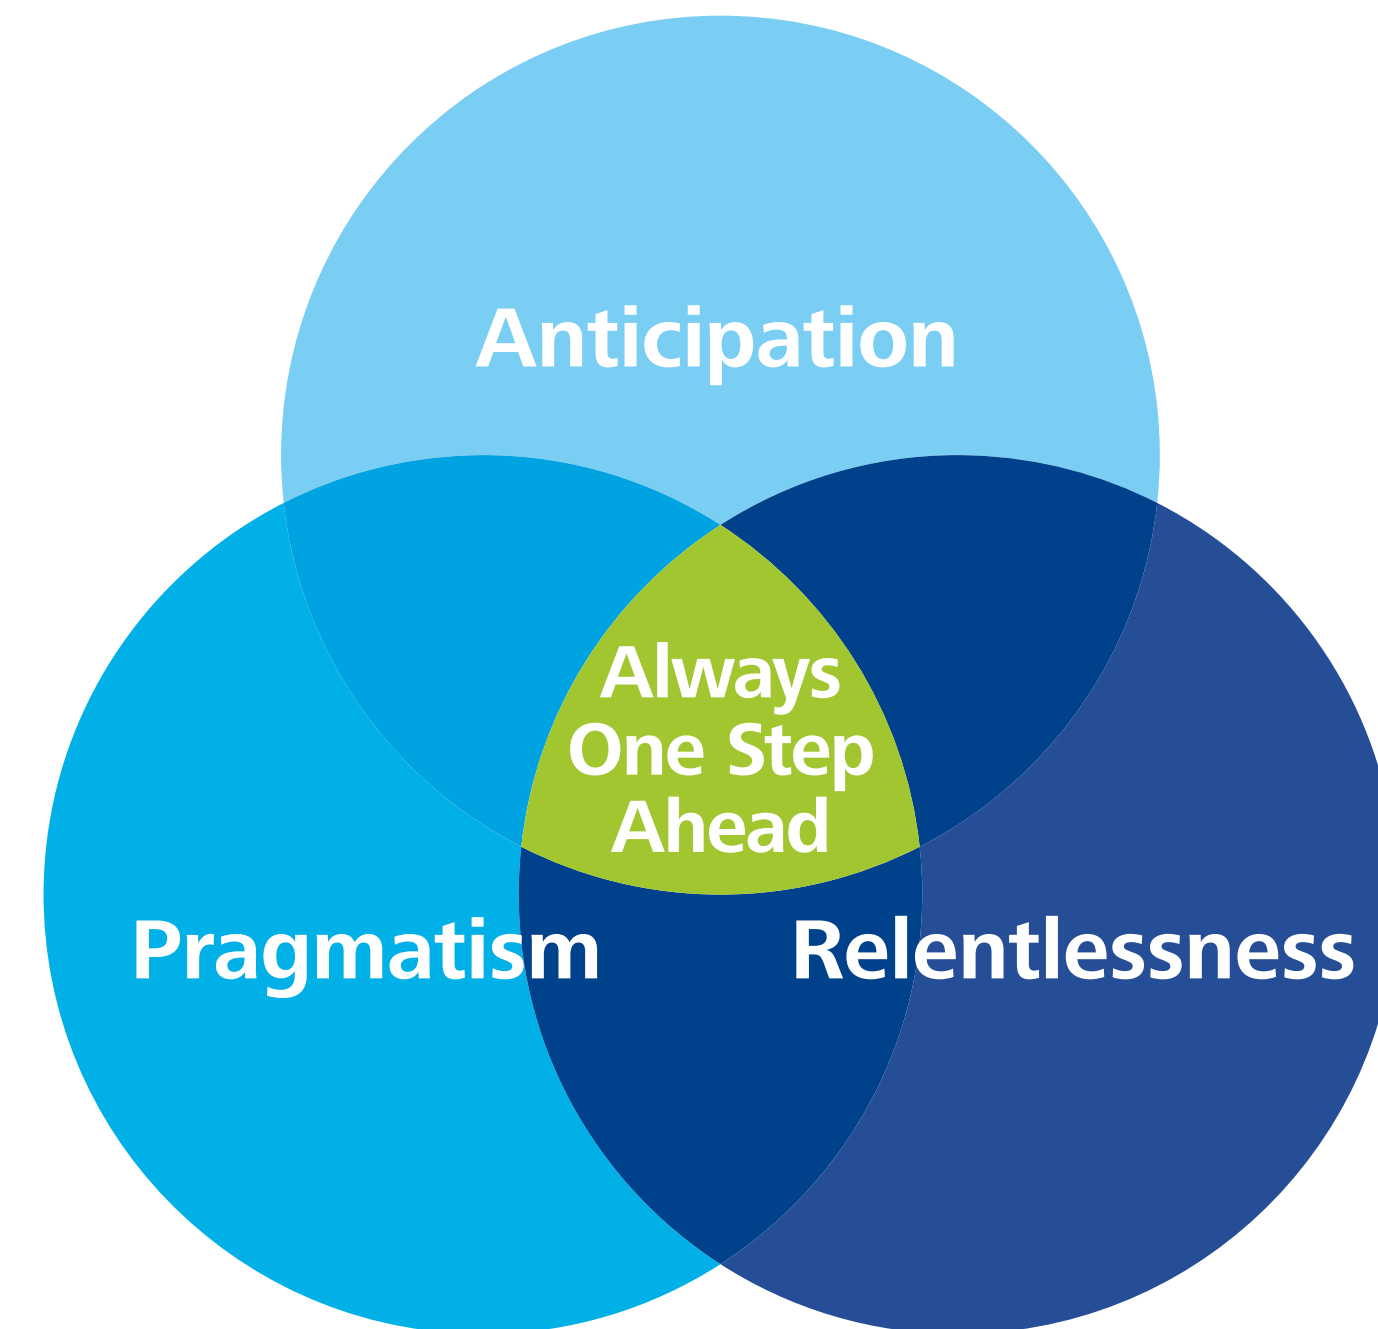 Anticipation
Always
One Step
Ahead
Pragmatism
Relentlessness